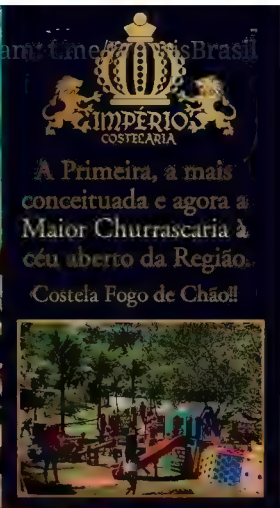 IMPÉRIO
COSTELARIA
A Primeira, a mais
conceituada e agora a
Maior Churrascaria à
céu aberto da Região.
Costela Fogo de Chão!!